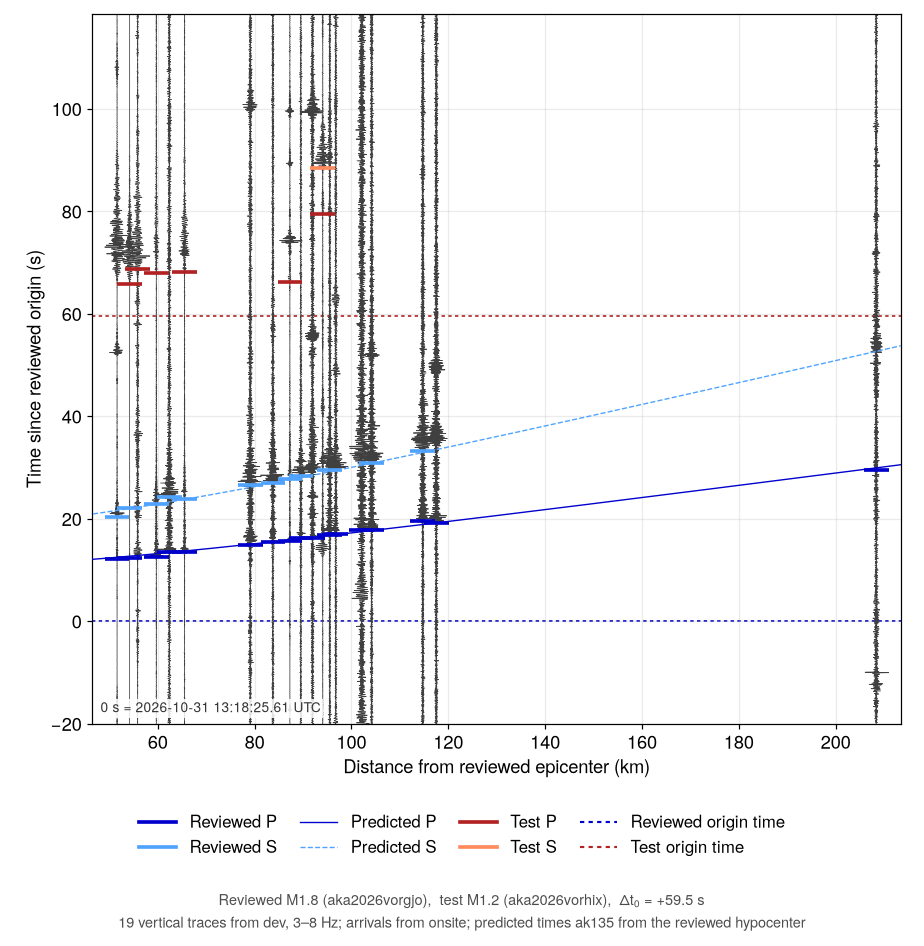 100
80
60
40
20
0
−20
Time since reviewed origin (s)
0 s = 2026-10-31 13:18:25.61 UTC
60 80 100 120 140 160 180 200
Distance from reviewed epicenter (km)
Reviewed P Predicted P Test P Reviewed origin time
Reviewed S Predicted S Test S Test origin time
Reviewed M1.8 (aka2026vorgjo), test M1.2 (aka2026vorhix), Δt₀ = +59.5 s
19 vertical traces from dev, 3–8 Hz; arrivals from onsite; predicted times ak135 from the reviewed hypocenter